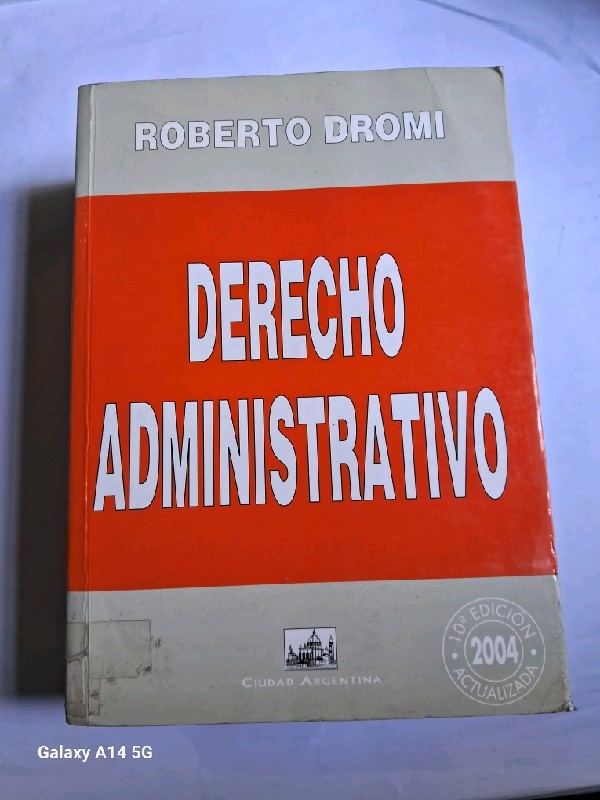 ROBERTO DROMI
DERECHO
ADMINISTRATIVO
CIUDAD ARGENTINA
10ª EDICIÓN
2004
ACTUALIZADA
Galaxy A14 5G